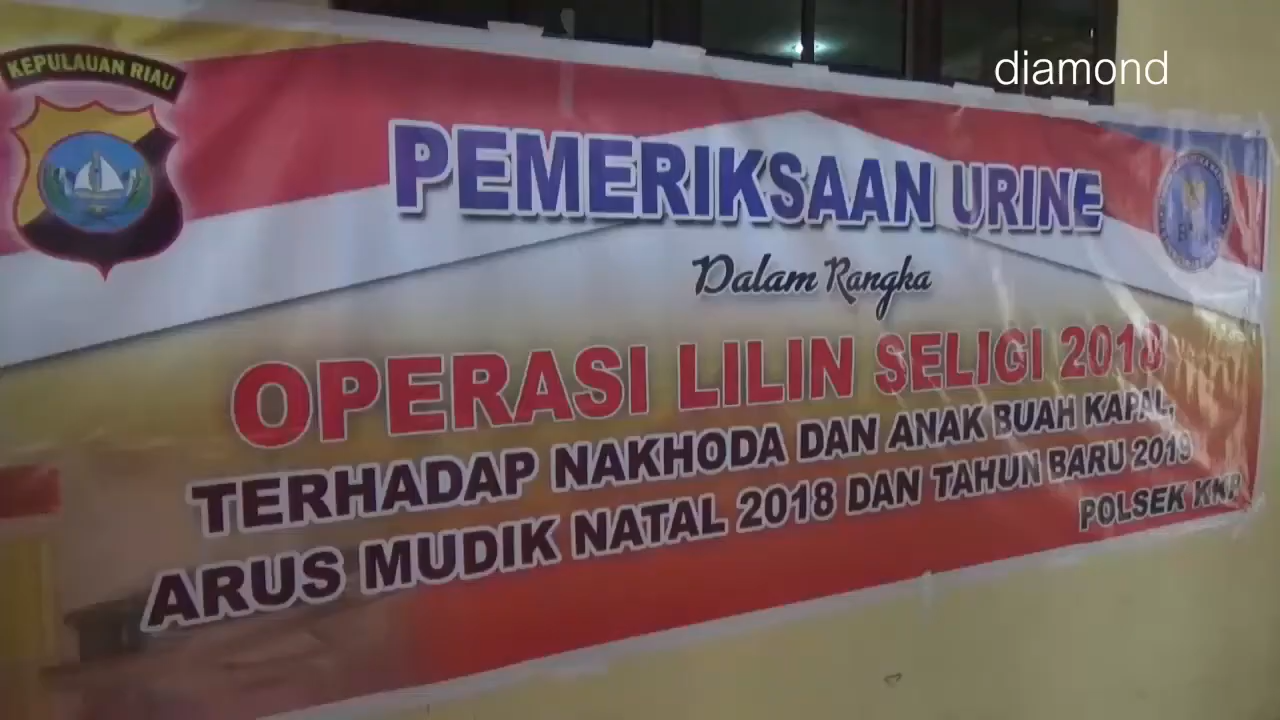 diamond
KEPULAUAN RIAU
PEMERIKSAAN URINE
Dalam Rangka
OPERASI LILIN SELIGI 2018
TERHADAP NAKHODA DAN ANAK BUAH KAPAL,
ARUS MUDIK NATAL 2018 DAN TAHUN BARU 2019
POLSEK KKP